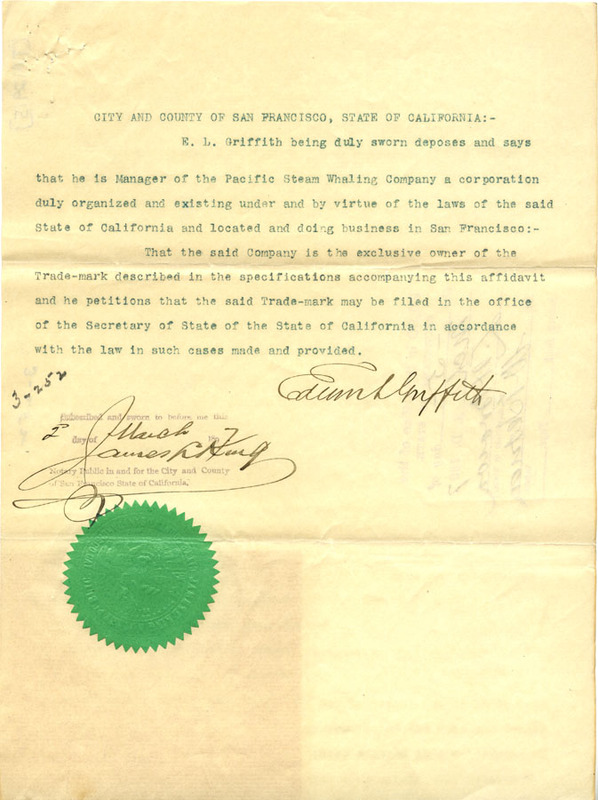 CITY AND COUNTY OF SAN FRANCISCO, STATE OF CALIFORNIA:-
E. L. Griffith being duly sworn deposes and says
that he is Manager of the Pacific Steam Whaling Company a corporation
duly organized and existing under and by virtue of the laws of the said
State of California and located and doing business in San Francisco:-
That the said Company is the exclusive owner of the
Trade-mark described in the specifications accompanying this affidavit
and he petitions that the said Trade-mark may be filed in the office
of the Secretary of State of the State of California in accordance
with the law in such cases made and provided.
3-252
Edwin L Griffith
Subscribed and sworn to before me this
day of March
James L King
Notary Public in and for the City and County
of San Francisco State of California.